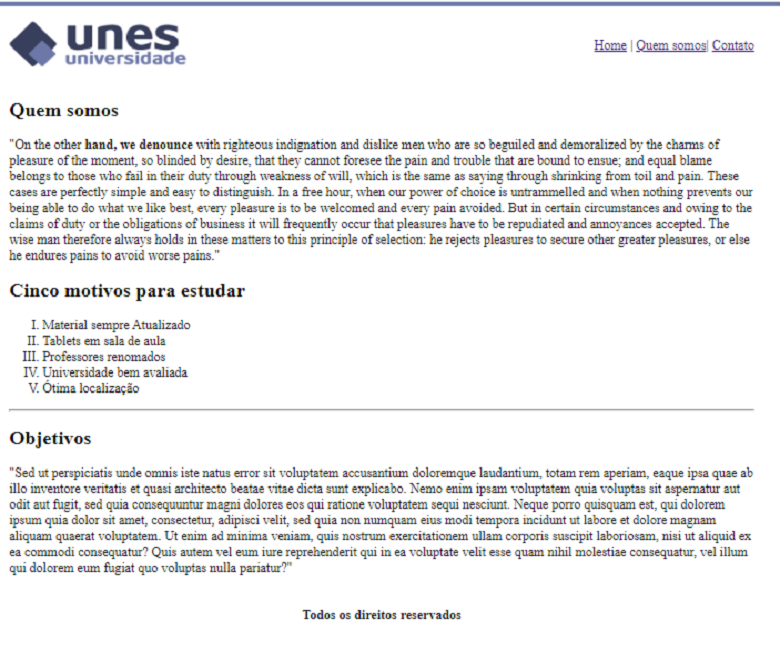 unes
universidade
Home | Quem somos| Contato
Quem somos
"On the other hand, we denounce with righteous indignation and dislike men who are so beguiled and demoralized by the charms of
pleasure of the moment, so blinded by desire, that they cannot foresee the pain and trouble that are bound to ensue; and equal blame
belongs to those who fail in their duty through weakness of will, which is the same as saying through shrinking from toil and pain. These
cases are perfectly simple and easy to distinguish. In a free hour, when our power of choice is untrammelled and when nothing prevents our
being able to do what we like best, every pleasure is to be welcomed and every pain avoided. But in certain circumstances and owing to the
claims of duty or the obligations of business it will frequently occur that pleasures have to be repudiated and annoyances accepted. The
wise man therefore always holds in these matters to this principle of selection: he rejects pleasures to secure other greater pleasures, or else
he endures pains to avoid worse pains."
Cinco motivos para estudar
I. Material sempre Atualizado
II. Tablets em sala de aula
III. Professores renomados
IV. Universidade bem avaliada
V. Ótima localização
Objetivos
"Sed ut perspiciatis unde omnis iste natus error sit voluptatem accusantium doloremque laudantium, totam rem aperiam, eaque ipsa quae ab
illo inventore veritatis et quasi architecto beatae vitae dicta sunt explicabo. Nemo enim ipsam voluptatem quia voluptas sit aspernatur aut
odit aut fugit, sed quia consequuntur magni dolores eos qui ratione voluptatem sequi nesciunt. Neque porro quisquam est, qui dolorem
ipsum quia dolor sit amet, consectetur, adipisci velit, sed quia non numquam eius modi tempora incidunt ut labore et dolore magnam
aliquam quaerat voluptatem. Ut enim ad minima veniam, quis nostrum exercitationem ullam corporis suscipit laboriosam, nisi ut aliquid ex
ea commodi consequatur? Quis autem vel eum iure reprehenderit qui in ea voluptate velit esse quam nihil molestiae consequatur, vel illum
qui dolorem eum fugiat quo voluptas nulla pariatur?"
Todos os direitos reservados